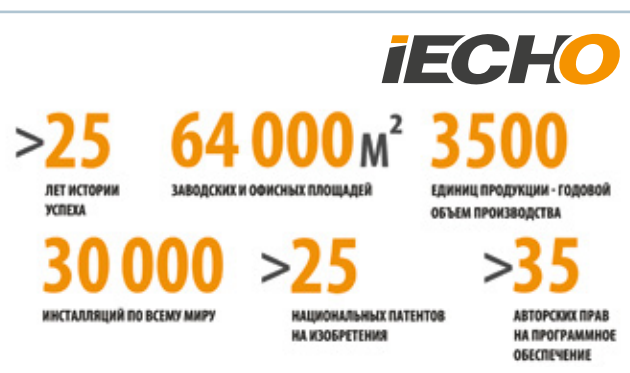 iECHO
>25
ЛЕТ ИСТОРИИ
УСПЕХА
64 000 м²
ЗАВОДСКИХ И ОФИСНЫХ ПЛОЩАДЕЙ
3500
ЕДИНИЦ ПРОДУКЦИИ - ГОДОВОЙ
ОБЪЕМ ПРОИЗВОДСТВА
30 000
ИНСТАЛЛЯЦИЙ ПО ВСЕМУ МИРУ
>25
НАЦИОНАЛЬНЫХ ПАТЕНТОВ
НА ИЗОБРЕТЕНИЯ
>35
АВТОРСКИХ ПРАВ
НА ПРОГРАММНОЕ
ОБЕСПЕЧЕНИЕ